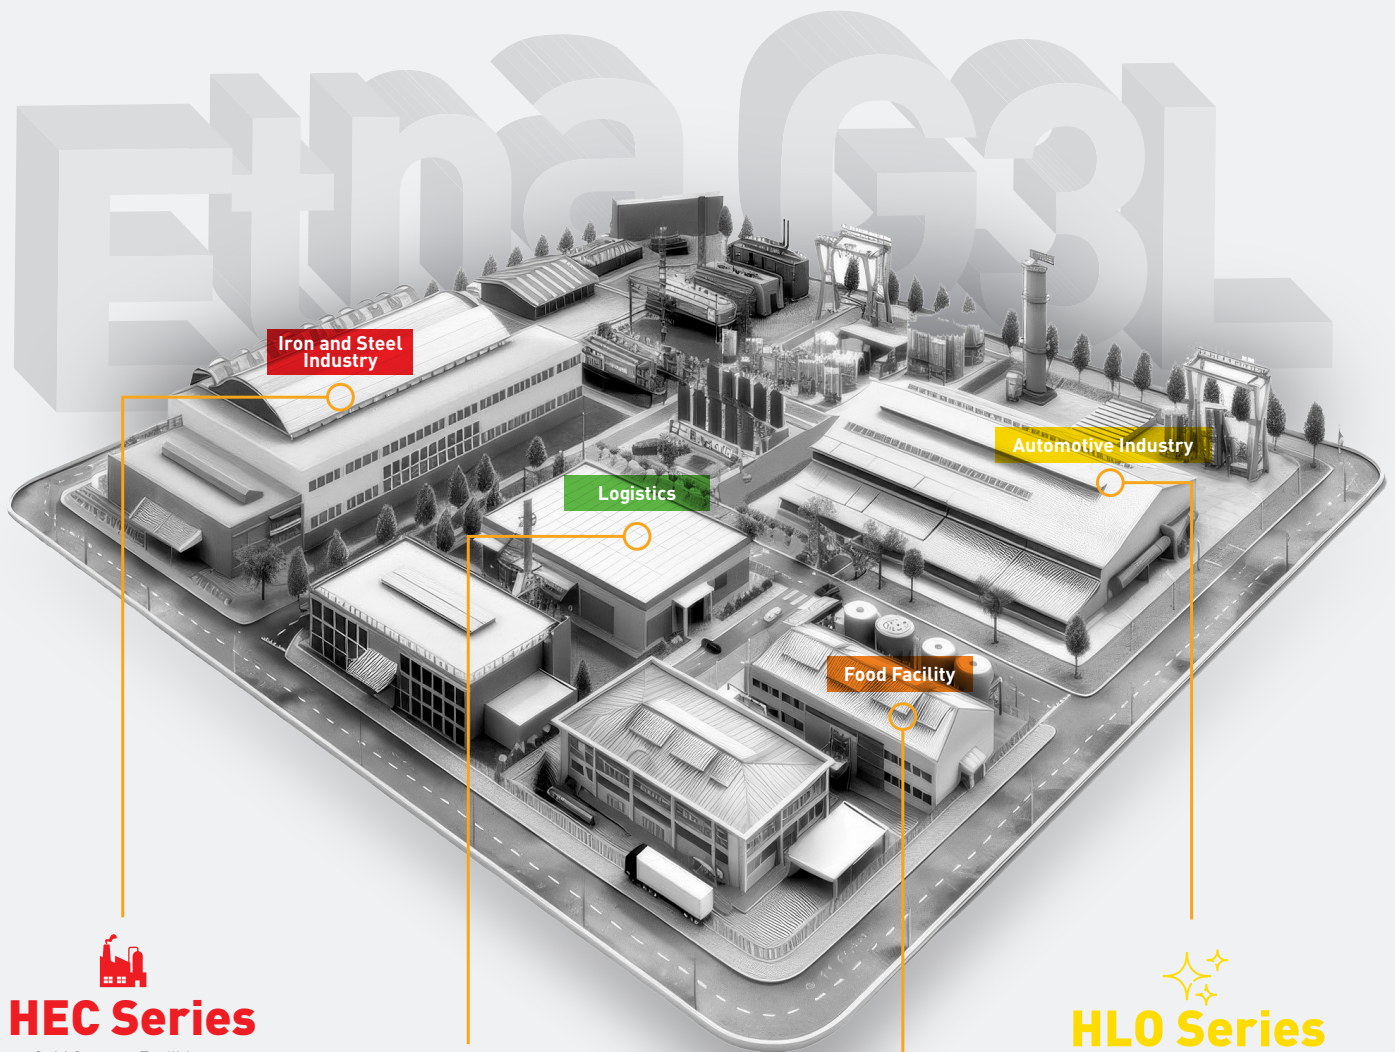 Etna G3L
Iron and Steel
Industry
Automotive Industry
Logistics
Food Facility
HEC Series
HLO Series